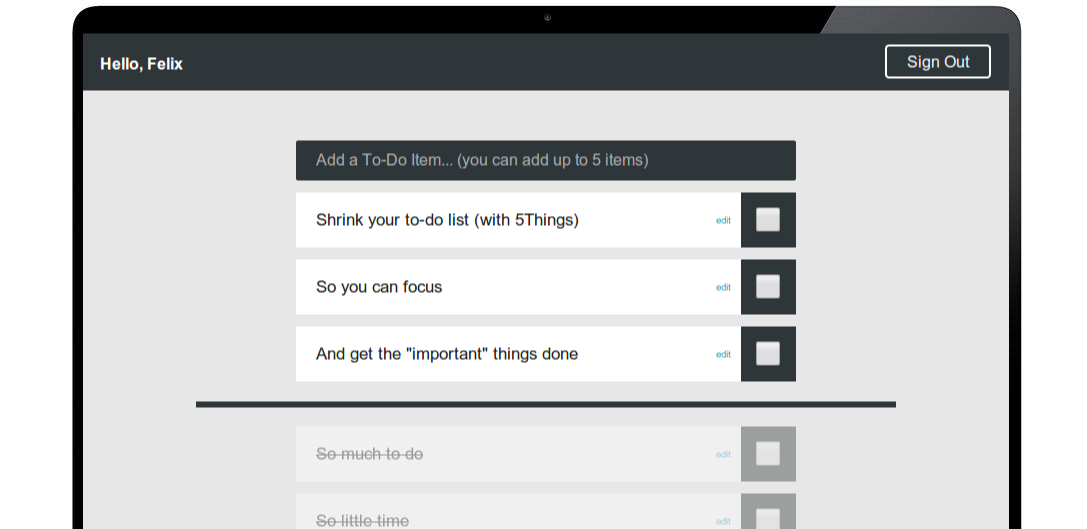 Hello, Felix
Sign Out
Add a To-Do Item... (you can add up to 5 items)
Shrink your to-do list (with 5Things)
edit
So you can focus
edit
And get the "important" things done
edit
So much to do
edit
So little time
edit